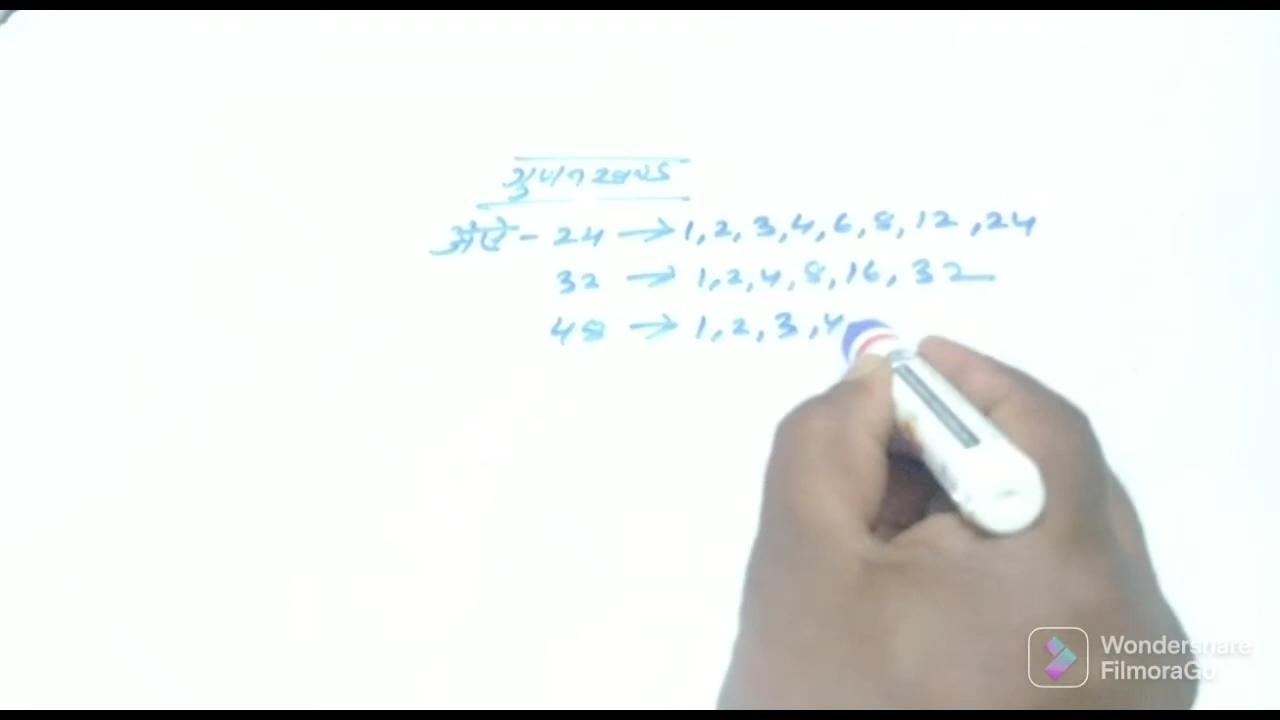 गुणनखण्ड
जैसे - 24 → 1, 2, 3, 4, 6, 8, 12, 24
32 → 1, 2, 4, 8, 16, 32
48 → 1, 2, 3, 4
Wondershare
FilmoraGo